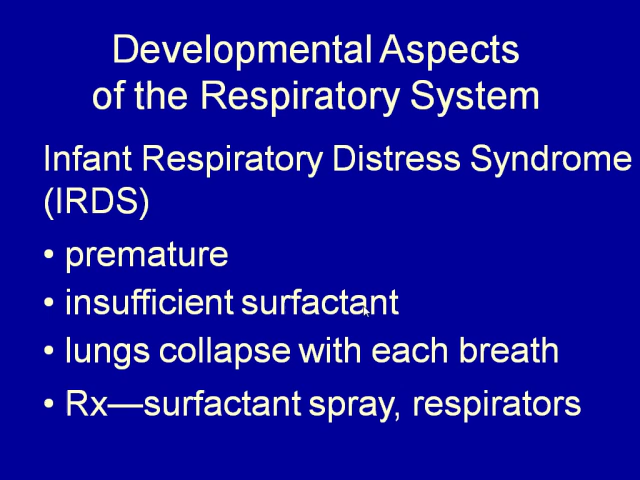 Developmental Aspects
of the Respiratory System
Infant Respiratory Distress Syndrome
(IRDS)
• premature
• insufficient surfactant
• lungs collapse with each breath
• Rx—surfactant spray, respirators